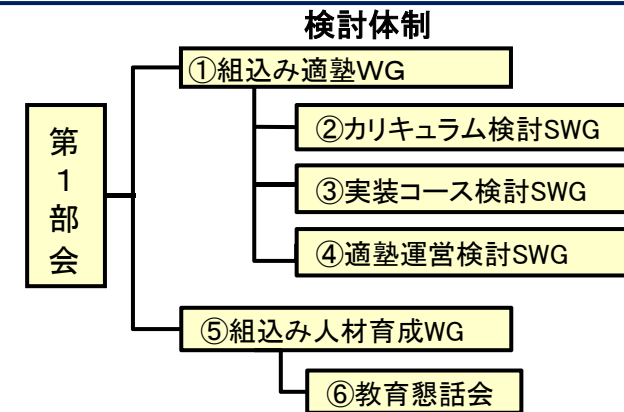 検討体制
①組込み適塾WG
②カリキュラム検討SWG
③実装コース検討SWG
④適塾運営検討SWG
第1部会
⑤組込み人材育成WG
⑥教育懇話会